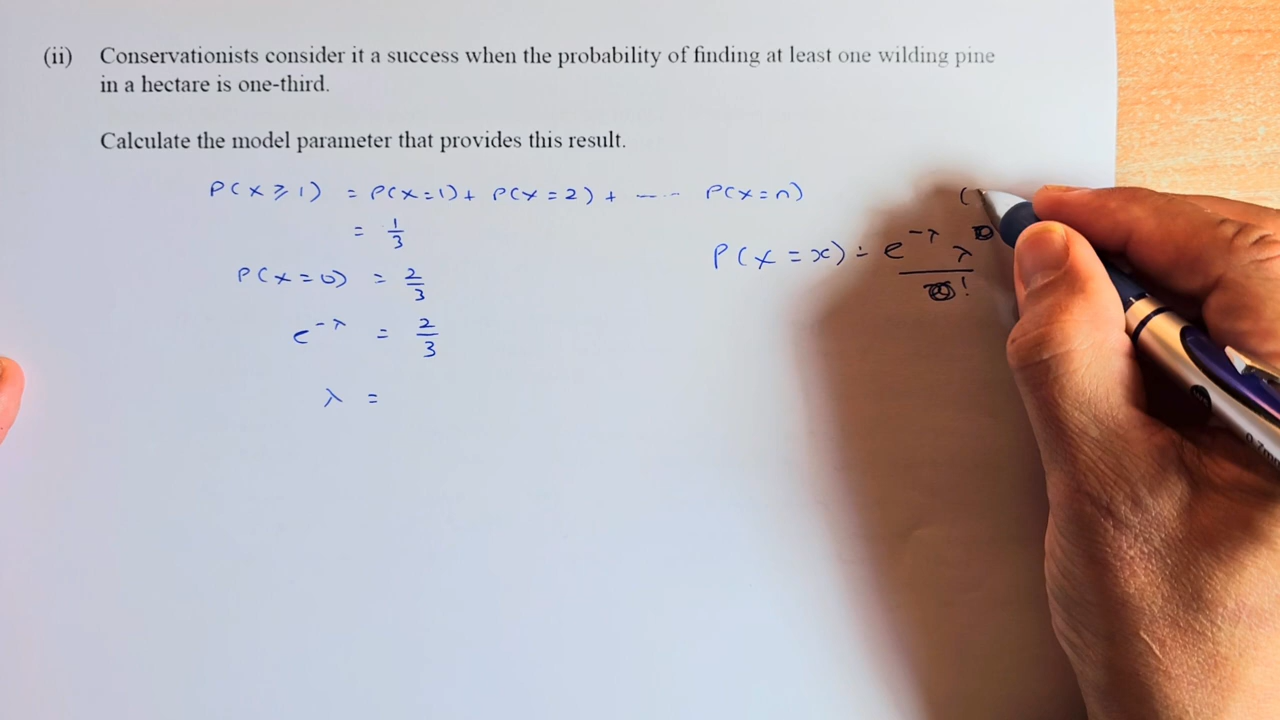 (ii) Conservationists consider it a success when the probability of finding at least one wilding pine
in a hectare is one-third.
Calculate the model parameter that provides this result.
P(X ⩾ 1) = P(X=1) + P(X=2) + ------ P(X=n)
= 1/3
P(X = x) = e^-λ λ
!
P(X=0) = 2/3
e^-λ = 2/3
λ =